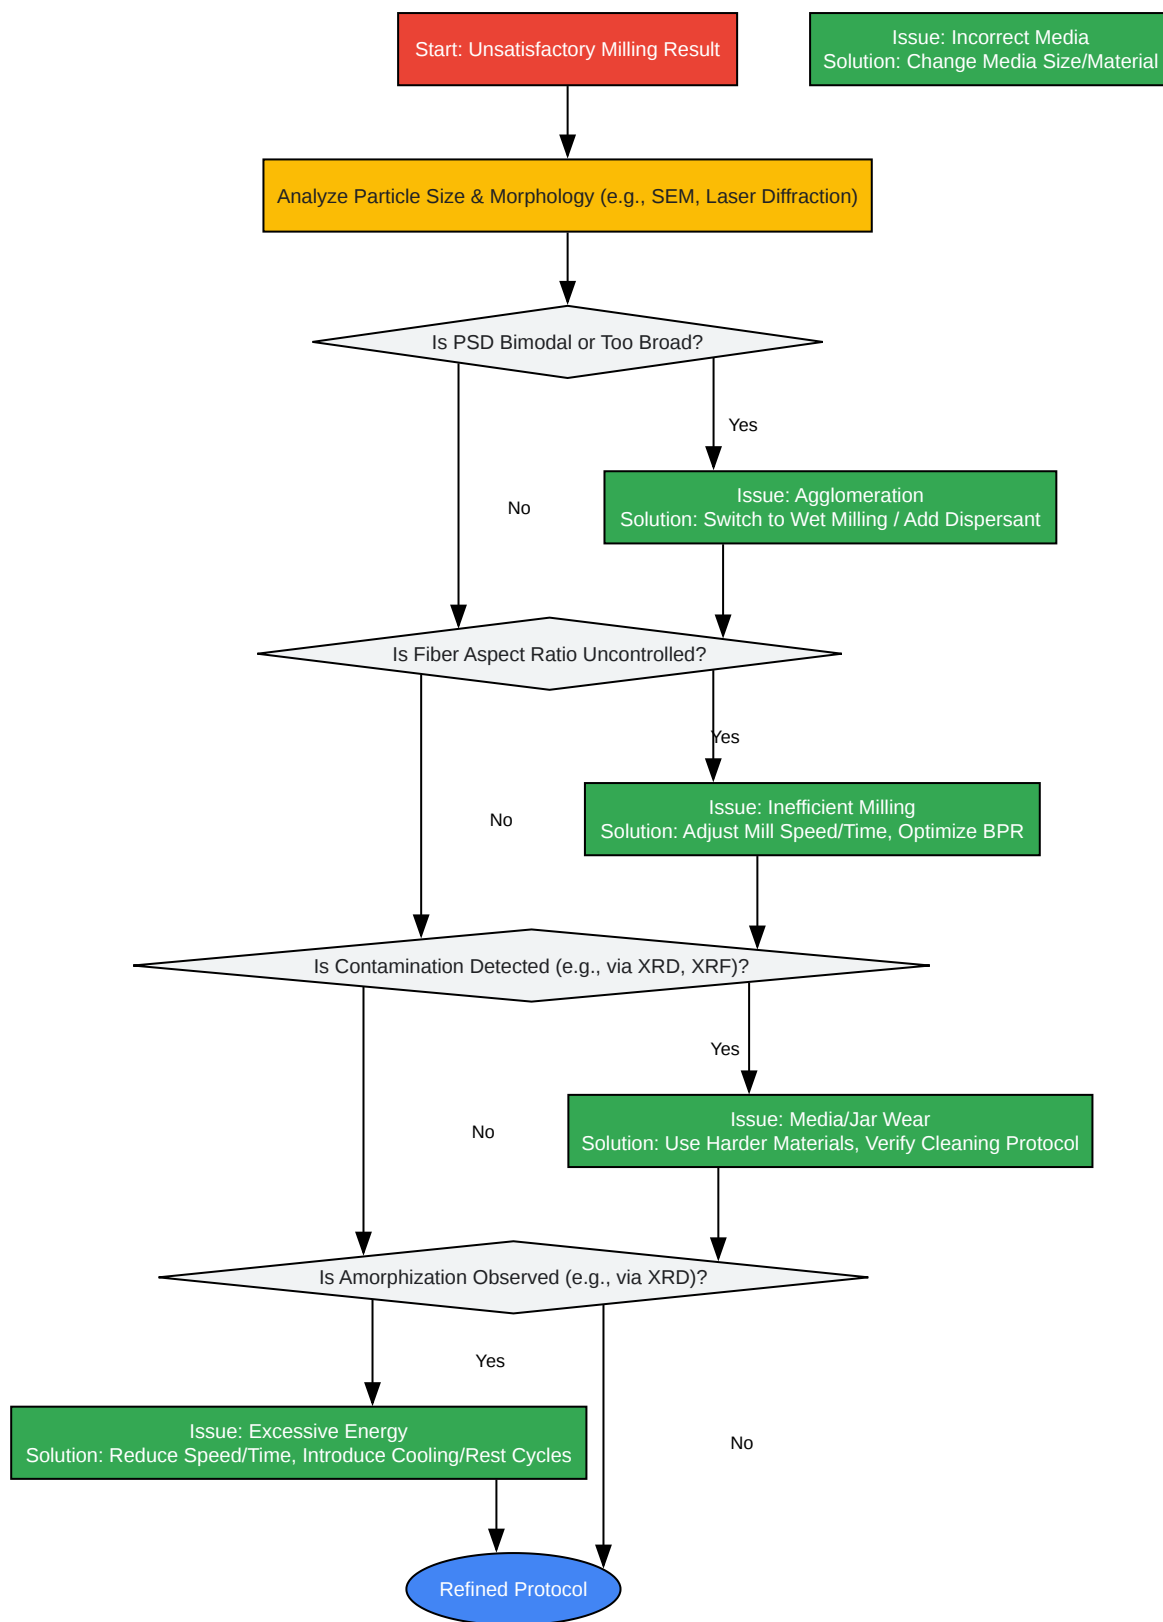 Start: Unsatisfactory Milling Result
Issue: Incorrect Media
Solution: Change Media Size/Material
Analyze Particle Size & Morphology (e.g., SEM, Laser Diffraction)
Is PSD Bimodal or Too Broad?
Yes
Issue: Agglomeration
Solution: Switch to Wet Milling / Add Dispersant
No
Is Fiber Aspect Ratio Uncontrolled?
Yes
Issue: Inefficient Milling
Solution: Adjust Mill Speed/Time, Optimize BPR
No
Is Contamination Detected (e.g., via XRD, XRF)?
Yes
Issue: Media/Jar Wear
Solution: Use Harder Materials, Verify Cleaning Protocol
No
Is Amorphization Observed (e.g., via XRD)?
Yes
Issue: Excessive Energy
Solution: Reduce Speed/Time, Introduce Cooling/Rest Cycles
No
Refined Protocol